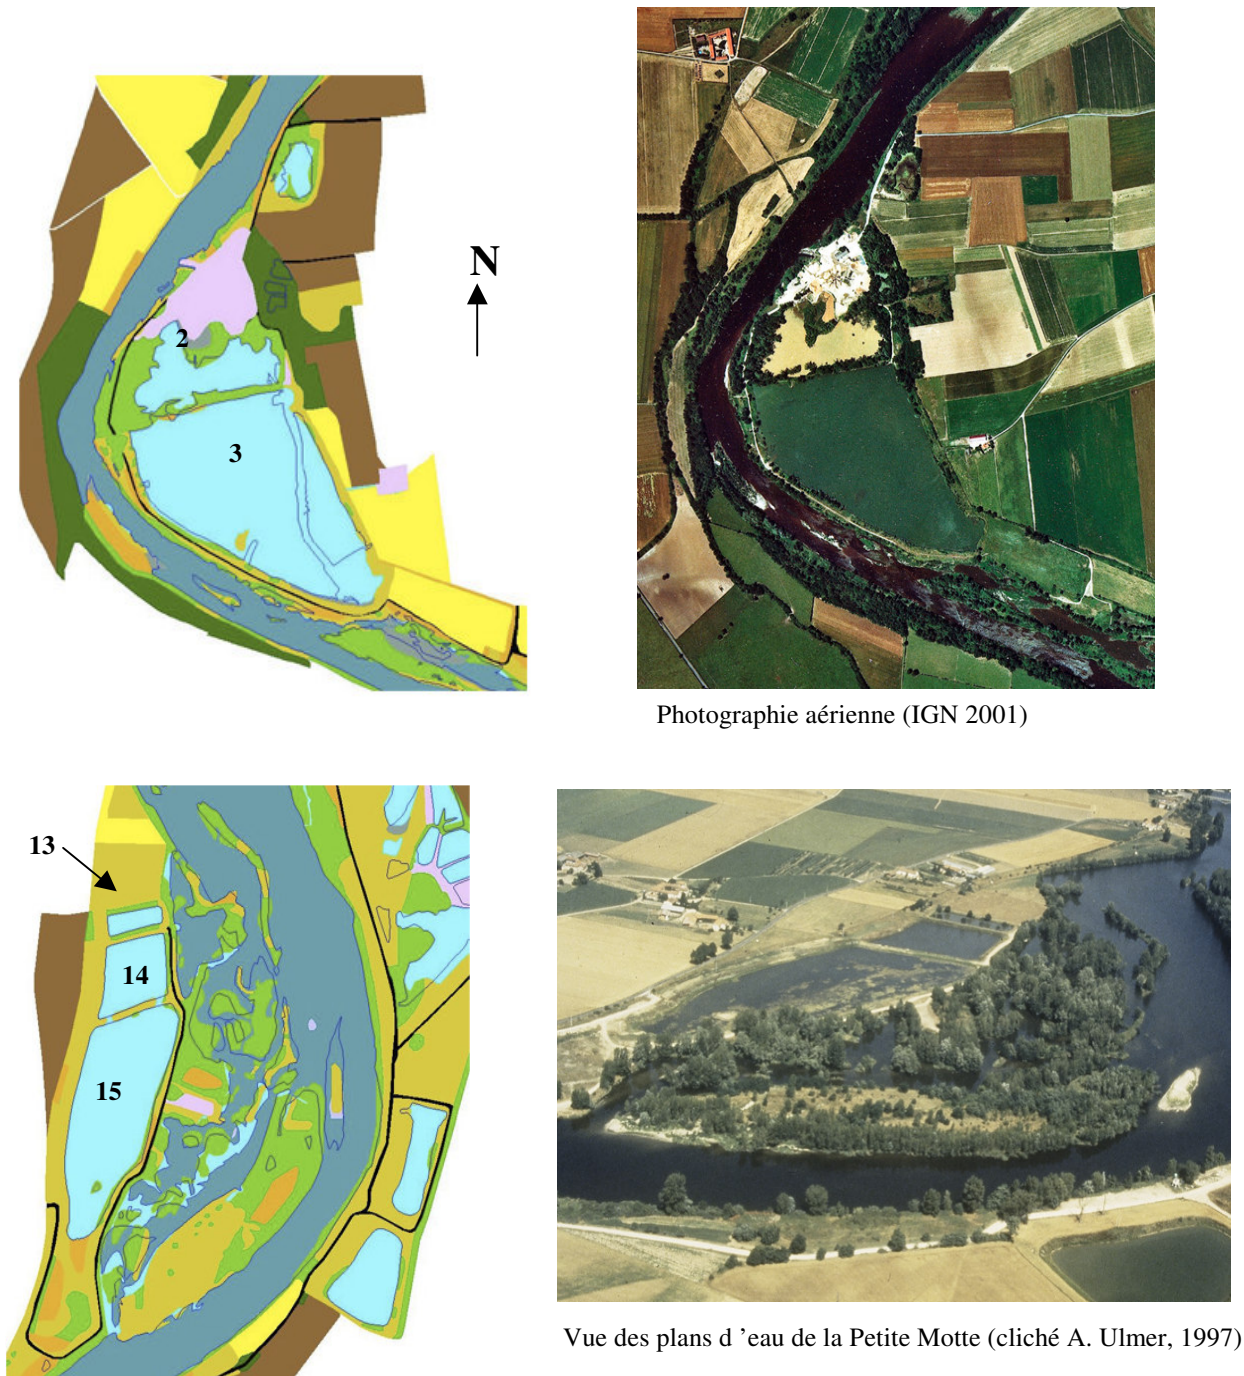 N
2
3
Photographie aérienne (IGN 2001)
13
14
15
Vue des plans d ’eau de la Petite Motte (cliché A. Ulmer, 1997)